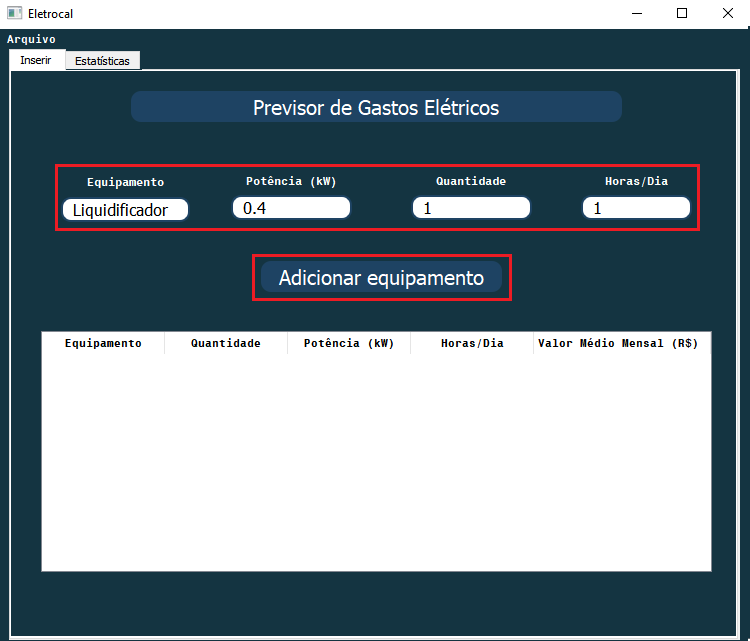 Eletrocal
Arquivo
Inserir Estatísticas
Previsor de Gastos Elétricos
Equipamento Potência (kW) Quantidade Horas/Dia
Liquidificador 0.4 1 1
Adicionar equipamento
Equipamento Quantidade Potência (kW) Horas/Dia Valor Médio Mensal (R$)